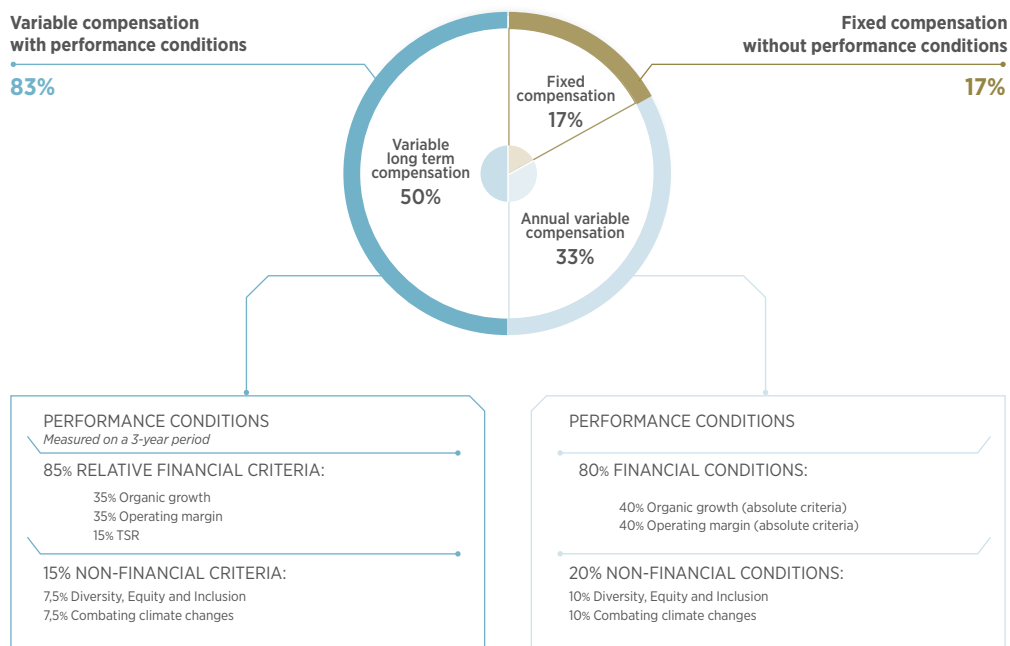 Variable compensation
with performance conditions
83%
Fixed compensation
without performance conditions
17%
Fixed
compensation
17%
Variable
long term
compensation
50%
Annual variable
compensation
33%
PERFORMANCE CONDITIONS
Measured on a 3-year period
85% RELATIVE FINANCIAL CRITERIA:
35% Organic growth
35% Operating margin
15% TSR
15% NON-FINANCIAL CRITERIA:
7,5% Diversity, Equity and Inclusion
7,5% Combating climate changes
PERFORMANCE CONDITIONS
80% FINANCIAL CONDITIONS:
40% Organic growth (absolute criteria)
40% Operating margin (absolute criteria)
20% NON-FINANCIAL CONDITIONS:
10% Diversity, Equity and Inclusion
10% Combating climate changes